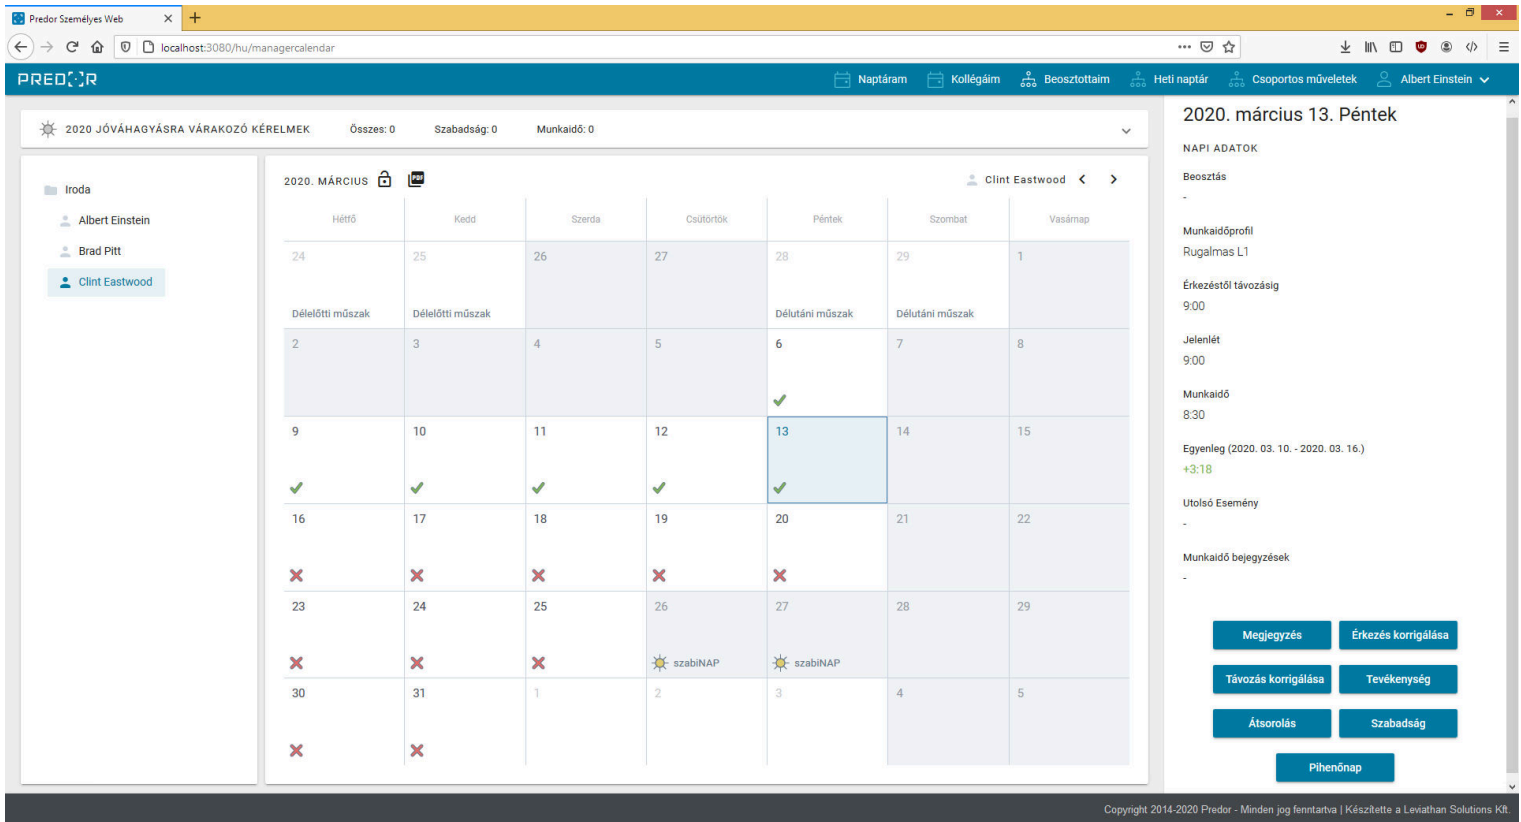 Predor Személyes Web
localhost:3080/hu/managercalendar
PREDOR
Naptáram Kollégáim Beosztottaim Heti naptár Csoportos műveletek Albert Einstein
2020 JÓVÁHAGYÁSRA VÁRAKOZÓ KÉRELMEK Összes: 0 Szabadság: 0 Munkaidő: 0
Iroda
Albert Einstein
Brad Pitt
Clint Eastwood
2020. MÁRCIUS PDF Clint Eastwood
Hétfő Kedd Szerda Csütörtök Péntek Szombat Vasárnap
24 25 26 27 28 29 1
Délelőtti műszak Délelőtti műszak Délutáni műszak Délutáni műszak
2 3 4 5 6 7 8
9 10 11 12 13 14 15
16 17 18 19 20 21 22
23 24 25 26 27 28 29
szabiNAP szabiNAP
30 31 1 2 3 4 5
2020. március 13. Péntek
NAPI ADATOK
Beosztás
-
Munkaidőprofil
Rugalmas L1
Érkezéstől távozásig
9:00
Jelenlét
9:00
Munkaidő
8:30
Egyenleg (2020. 03. 10. - 2020. 03. 16.)
+3:18
Utolsó Esemény
-
Munkaidő bejegyzések
-
Megjegyzés Érkezés korrigálása
Távozás korrigálása Tevékenység
Átsorolás Szabadság
Pihenőnap
Copyright 2014-2020 Predor - Minden jog fenntartva | Készítette a Leviathan Solutions Kft.